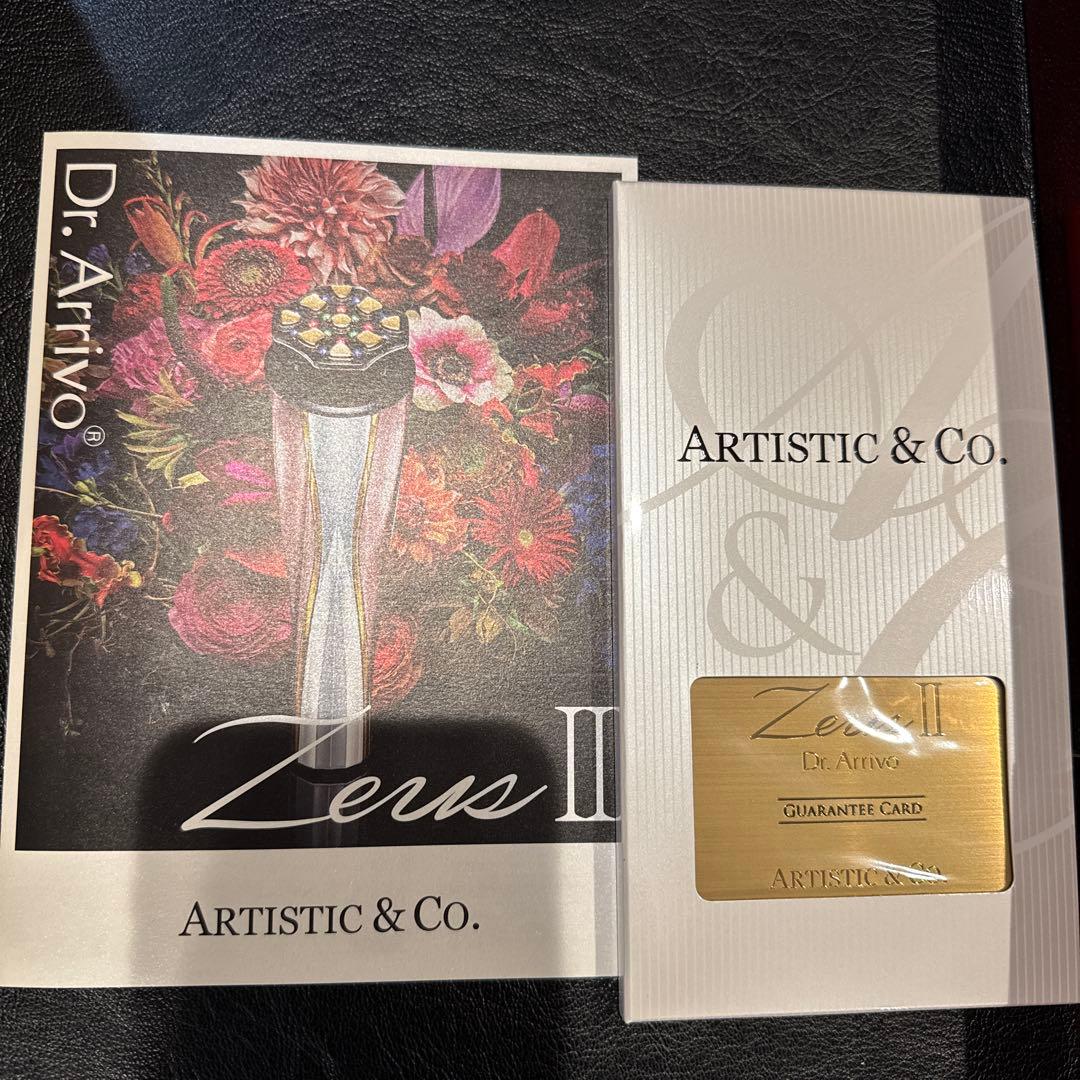 Dr. Arrivo®
Zeus II
ARTISTIC & CO.
ARTISTIC & CO.
&
Zeus II
Dr. Arrivo
GUARANTEE CARD
ARTISTIC & CO.